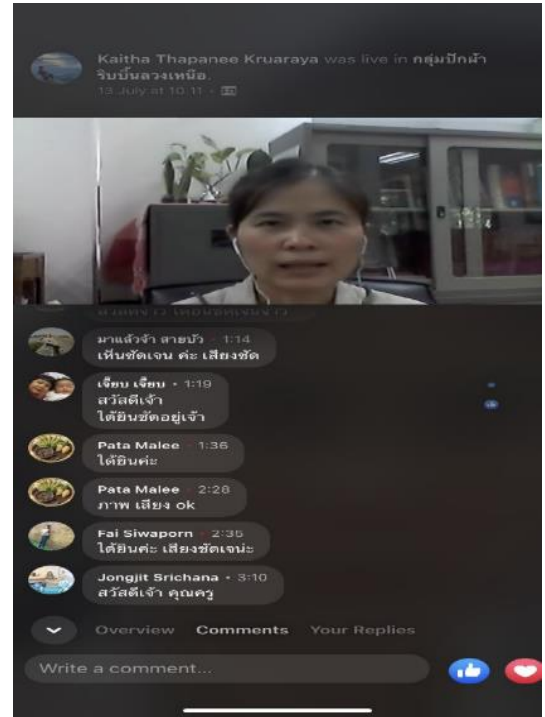 Kaitha Thapanee Kruaraya was live in กลุ่มปักผ้า
ริบบิ้นลวงเหนือ.
13 July at 10:11 ·
มาแล้วจ้า สายบัว · 1:14
เห็นชัดเจน ค่ะ เสียงชัด
เจี๊ยบ เจี๊ยบ · 1:19
สวัสดีเจ้า
ได้ยินชัดอยู่เจ้า
Pata Malee · 1:36
ได้ยินค่ะ
Pata Malee · 2:28
ภาพ เสียง ok
Fai Siwaporn · 2:35
ได้ยินค่ะ เสียงชัดเจน่ะ
Jongjit Srichana · 3:10
สวัสดีเจ้า คุณครู
Overview Comments Your Replies
Write a comment...